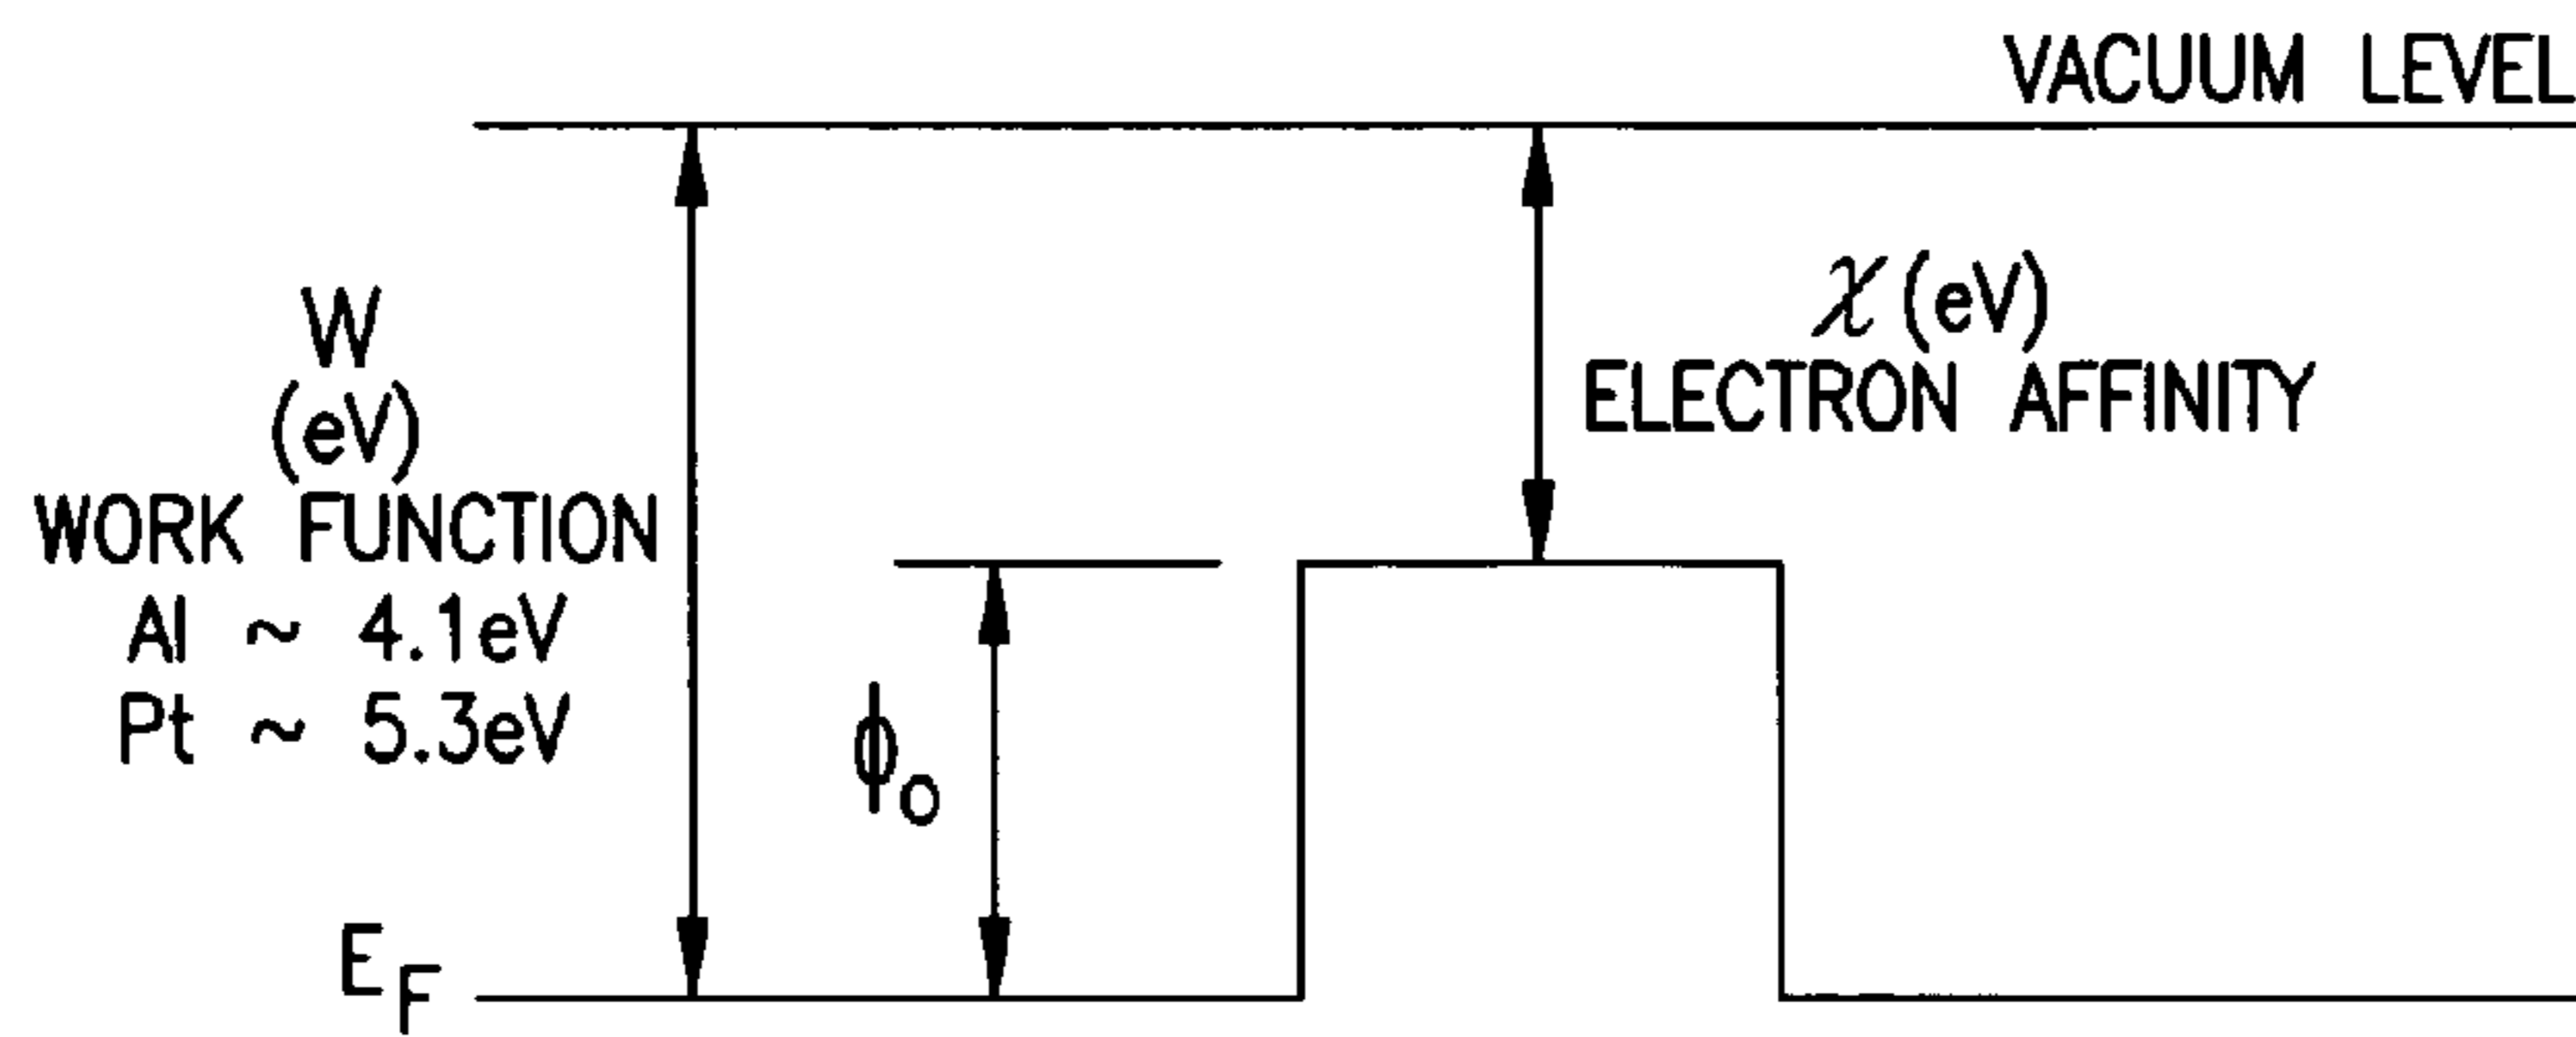 VACUUM LEVEL
W
(eV)
WORK FUNCTION
Al ~ 4.1eV
Pt ~ 5.3eV
χ(eV)
ELECTRON AFFINITY
ϕo
EF